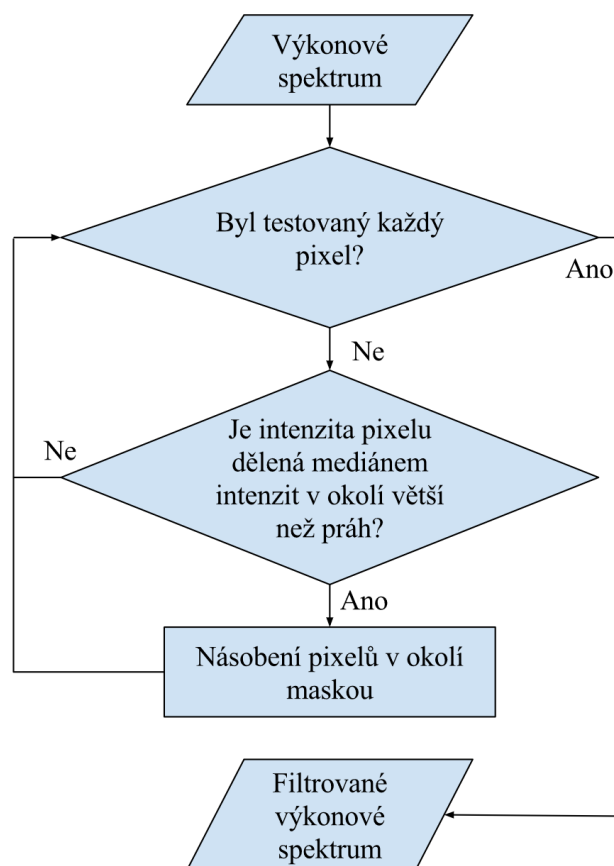 Výkonové
spektrum
Byl testovaný každý
pixel?
Ano
Ne
Je intenzita pixelu
dělená mediánem
intenzit v okolí větší
než práh?
Ne
Ano
Násobení pixelů v okolí
maskou
Filtrované
výkonové
spektrum